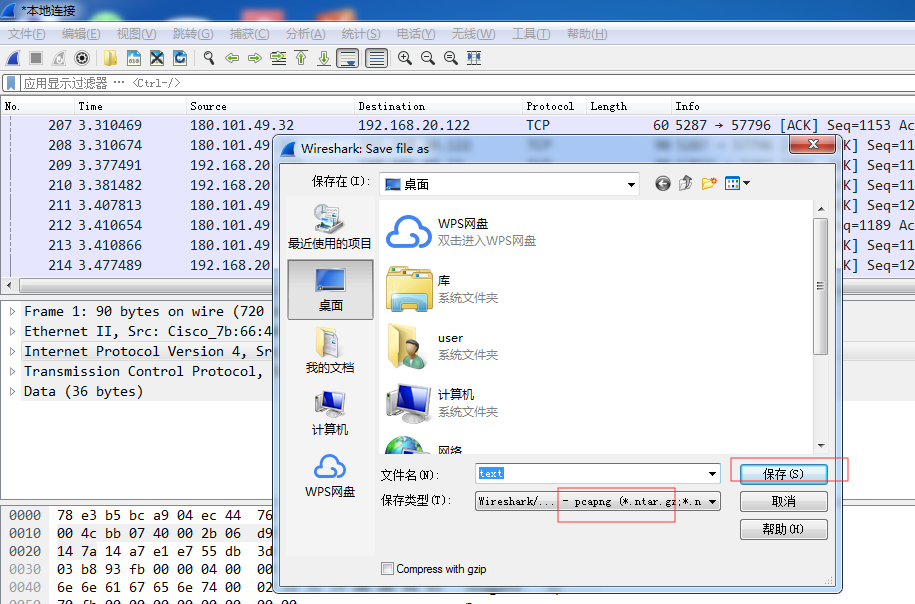 *本地连接
文件(F) 编辑(E) 视图(V) 跳转(G) 捕获(C) 分析(A) 统计(S) 电话(Y) 无线(W) 工具(T) 帮助(H)
应用显示过滤器 … <Ctrl-/>
No. Time Source Destination Protocol Length Info
207 3.310469 180.101.49.32 192.168.20.122 TCP 60 5287 → 57796 [ACK] Seq=1153 Ac
208 3.310674 180.101.49 K] Seq=11
209 3.377491 192.168.20 K] Seq=11
210 3.381482 192.168.20 K] Seq=11
211 3.407813 180.101.49 K] Seq=12
212 3.410654 180.101.49 q=1189 Ac
213 3.410866 180.101.49 K] Seq=11
214 3.477489 192.168.20 K] Seq=12
Frame 1: 90 bytes on wire (720
Ethernet II, Src: Cisco_7b:66:4
Internet Protocol Version 4, Sr
Transmission Control Protocol,
Data (36 bytes)
0000 78 e3 b5 bc a9 04 ec 44 76
0010 00 4c bb 07 40 00 2b 06 d9
0020 14 7a 14 a7 e1 e7 55 db 3d
0030 03 b8 93 fb 00 00 04 00 00
0040 6e 6e 61 67 65 6e 74 00 02
Wireshark: Save file as
保存在(I): 桌面
最近使用的项目
桌面
我的文档
计算机
WPS网盘
WPS网盘
双击进入WPS网盘
库
系统文件夹
user
系统文件夹
计算机
系统文件夹
网络
文件名(N): text 保存(S)
保存类型(T): Wireshark/... - pcapng (*.ntar.gz;*.n 取消
帮助(H)
Compress with gzip